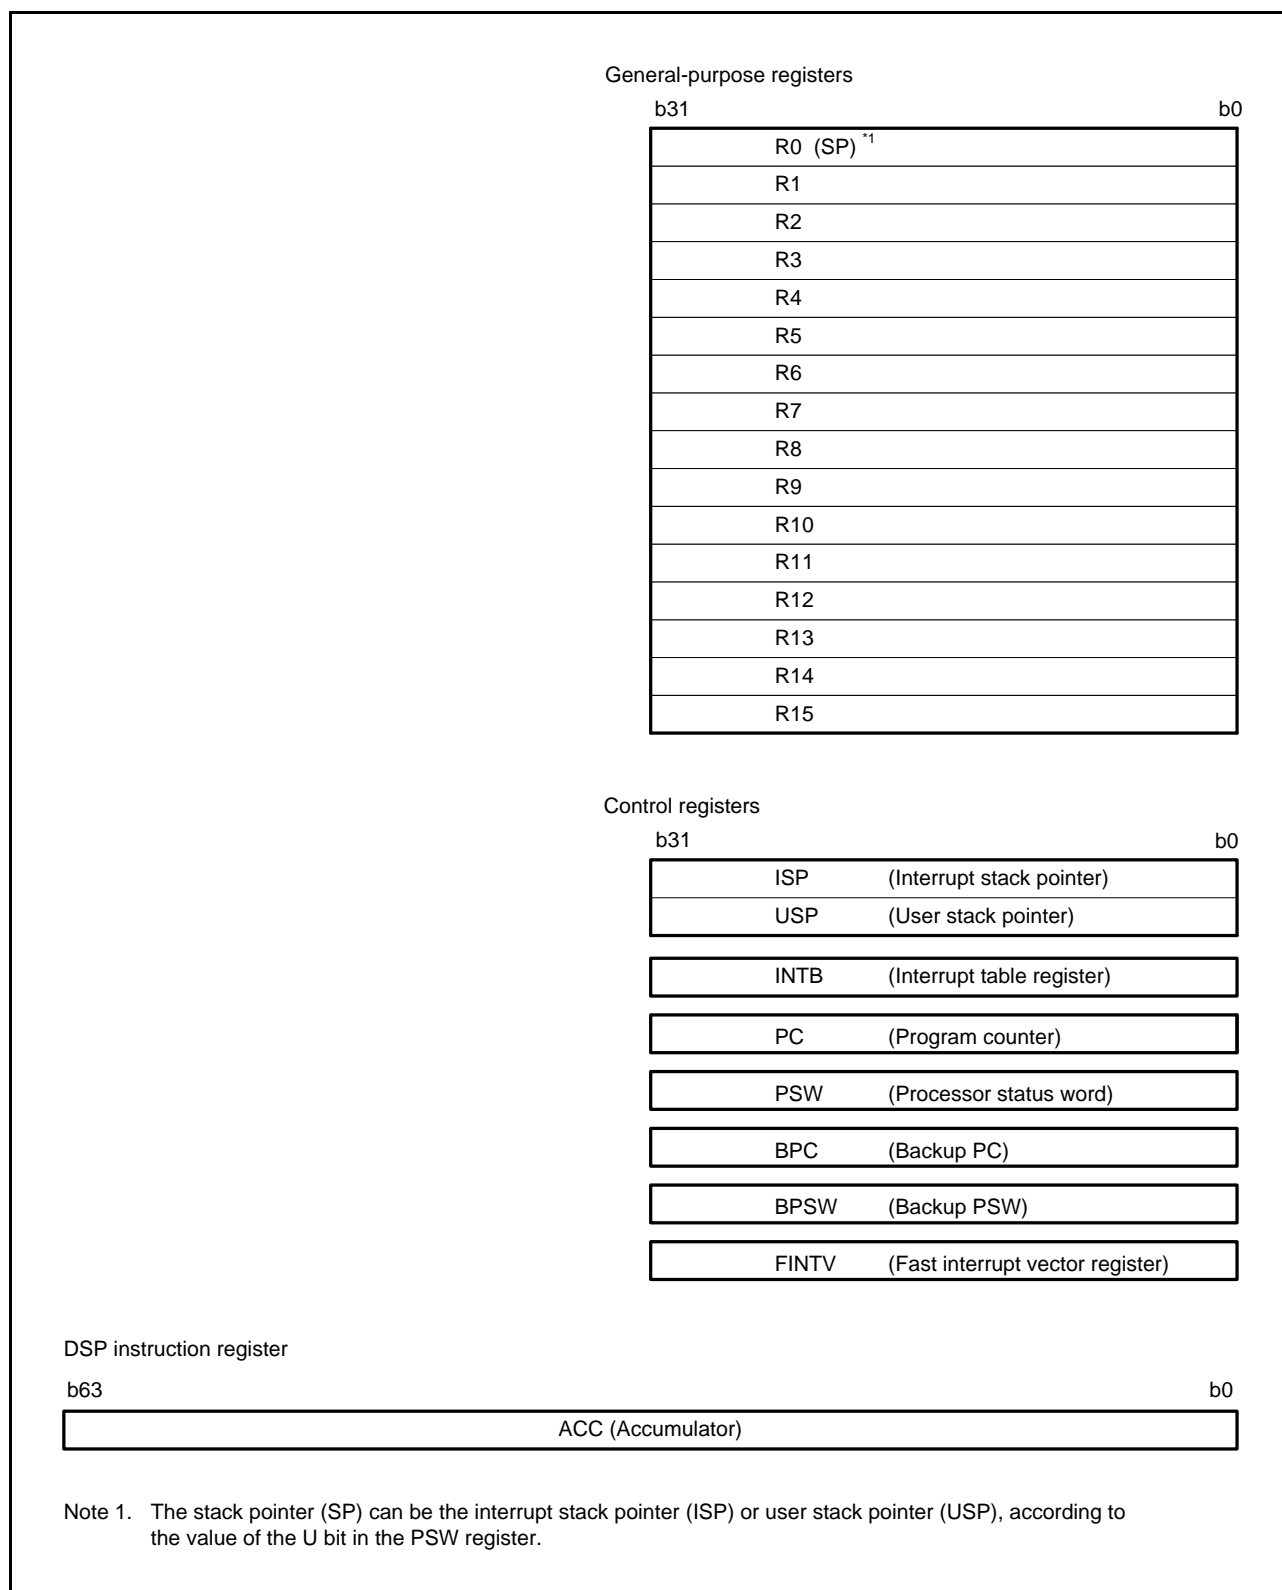 General-purpose registers
b31 b0
R0 (SP) *1
R1
R2
R3
R4
R5
R6
R7
R8
R9
R10
R11
R12
R13
R14
R15
Control registers
b31 b0
ISP (Interrupt stack pointer)
USP (User stack pointer)
INTB (Interrupt table register)
PC (Program counter)
PSW (Processor status word)
BPC (Backup PC)
BPSW (Backup PSW)
FINTV (Fast interrupt vector register)
DSP instruction register
b63 b0
ACC (Accumulator)
Note 1. The stack pointer (SP) can be the interrupt stack pointer (ISP) or user stack pointer (USP), according to
the value of the U bit in the PSW register.